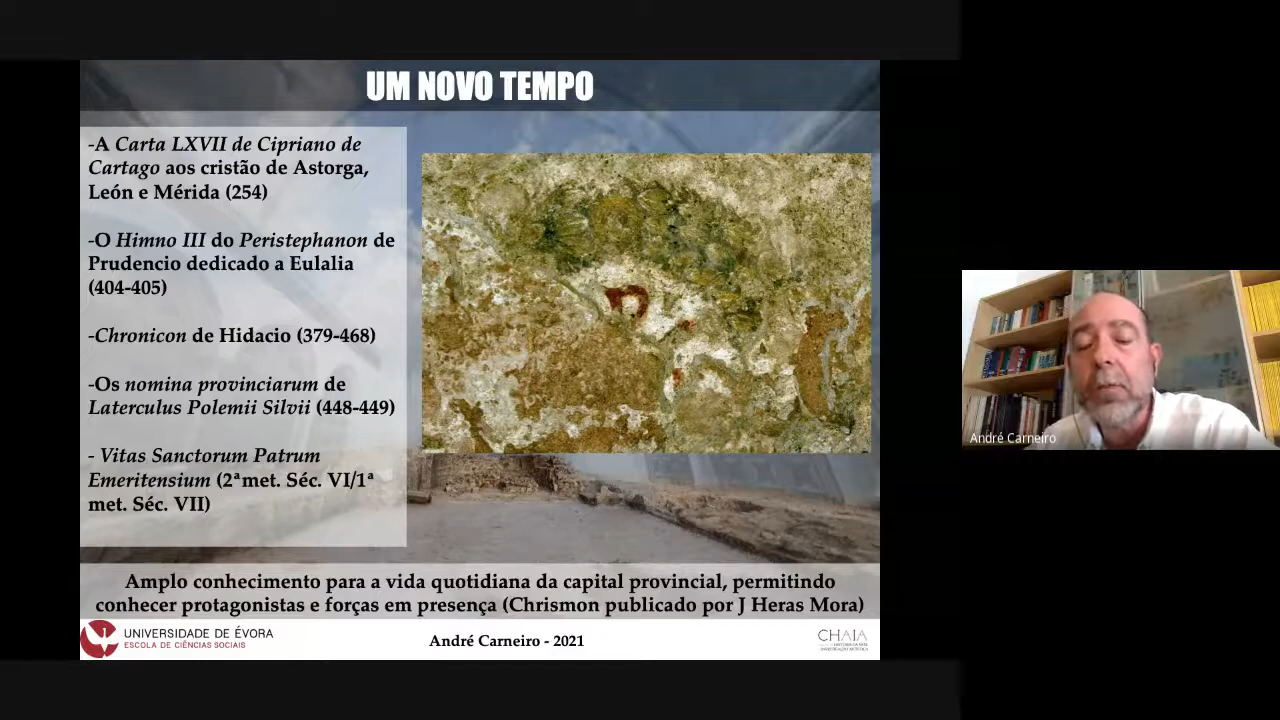 UM NOVO TEMPO
-A Carta LXVII de Cipriano de
Cartago aos cristão de Astorga,
León e Mérida (254)
-O Himno III do Peristephanon de
Prudencio dedicado a Eulalia
(404-405)
-Chronicon de Hidacio (379-468)
-Os nomina provinciarum de
Laterculus Polemii Silvii (448-449)
- Vitas Sanctorum Patrum
Emeritensium (2ªmet. Séc. VI/1ª
met. Séc. VII)
Amplo conhecimento para a vida quotidiana da capital provincial, permitindo
conhecer protagonistas e forças em presença (Chrismon publicado por J Heras Mora)
UNIVERSIDADE DE ÉVORA
ESCOLA DE CIÊNCIAS SOCIAIS
André Carneiro - 2021
CHAIA
André Carneiro